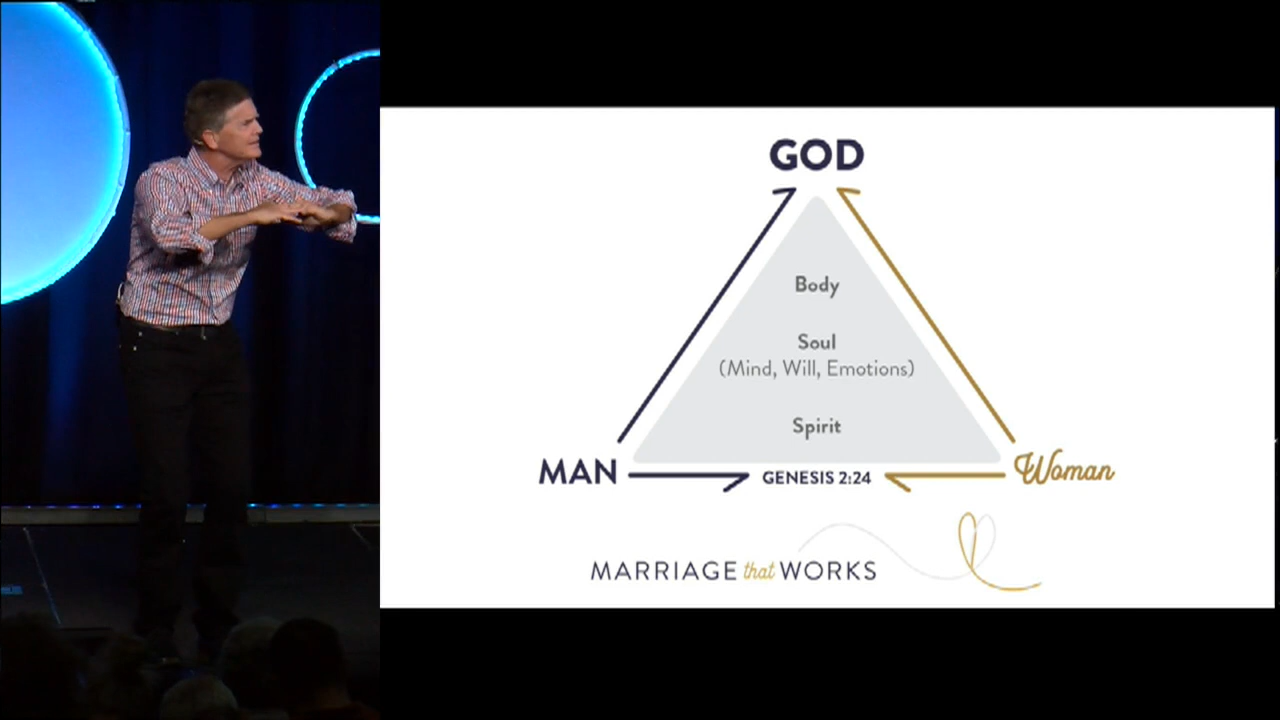 GOD
Body
Soul
(Mind, Will, Emotions)
Spirit
MAN
GENESIS 2:24
Woman
MARRIAGE that WORKS